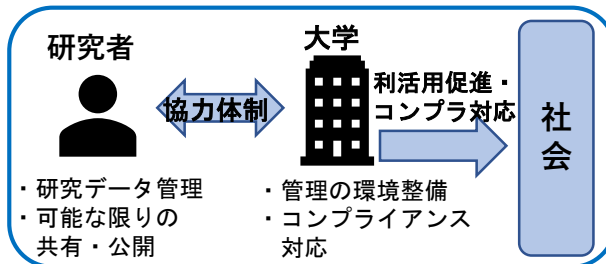 研究者
大学
協力体制
利活用促進・
コンプラ対応
社
会
・研究データ管理
・可能な限りの
共有・公開
・管理の環境整備
・コンプライアンス
対応